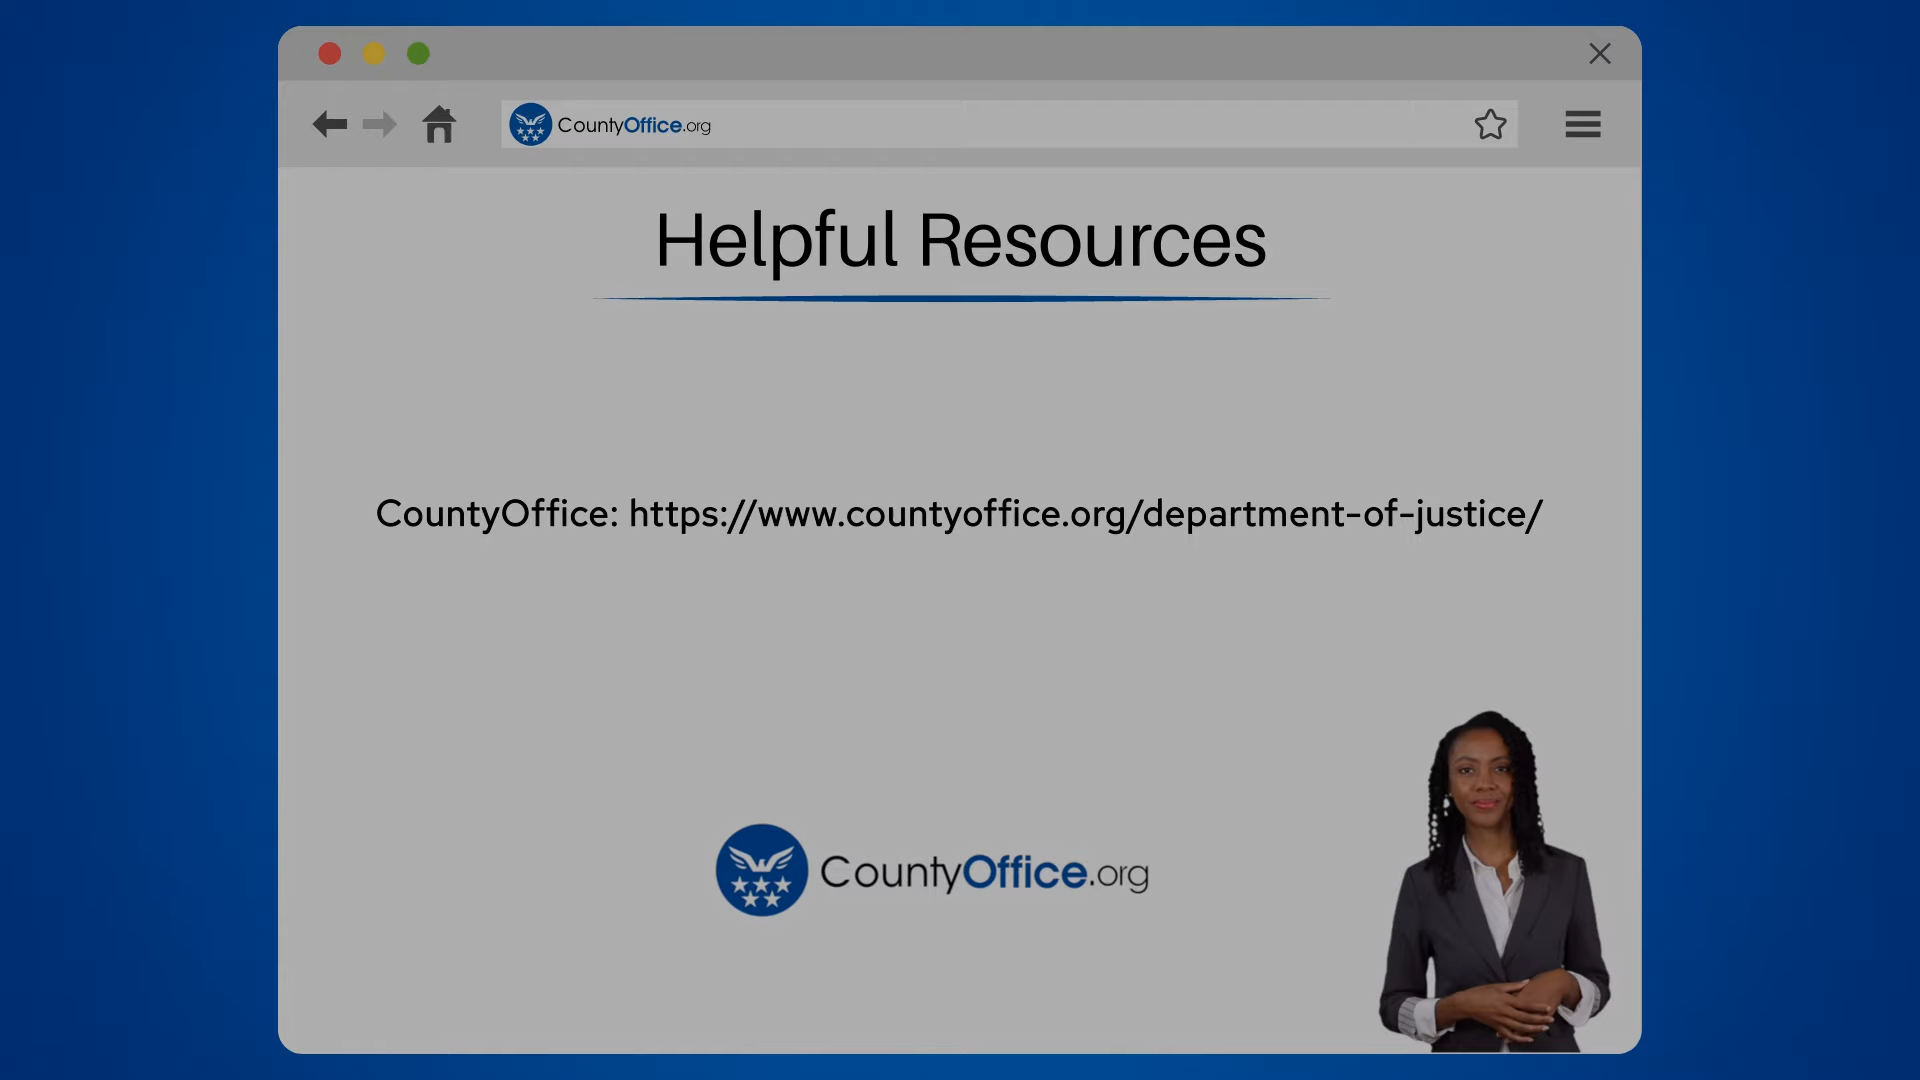 CountyOffice.org
Helpful Resources
CountyOffice: https://www.countyoffice.org/department-of-justice/
CountyOffice.org